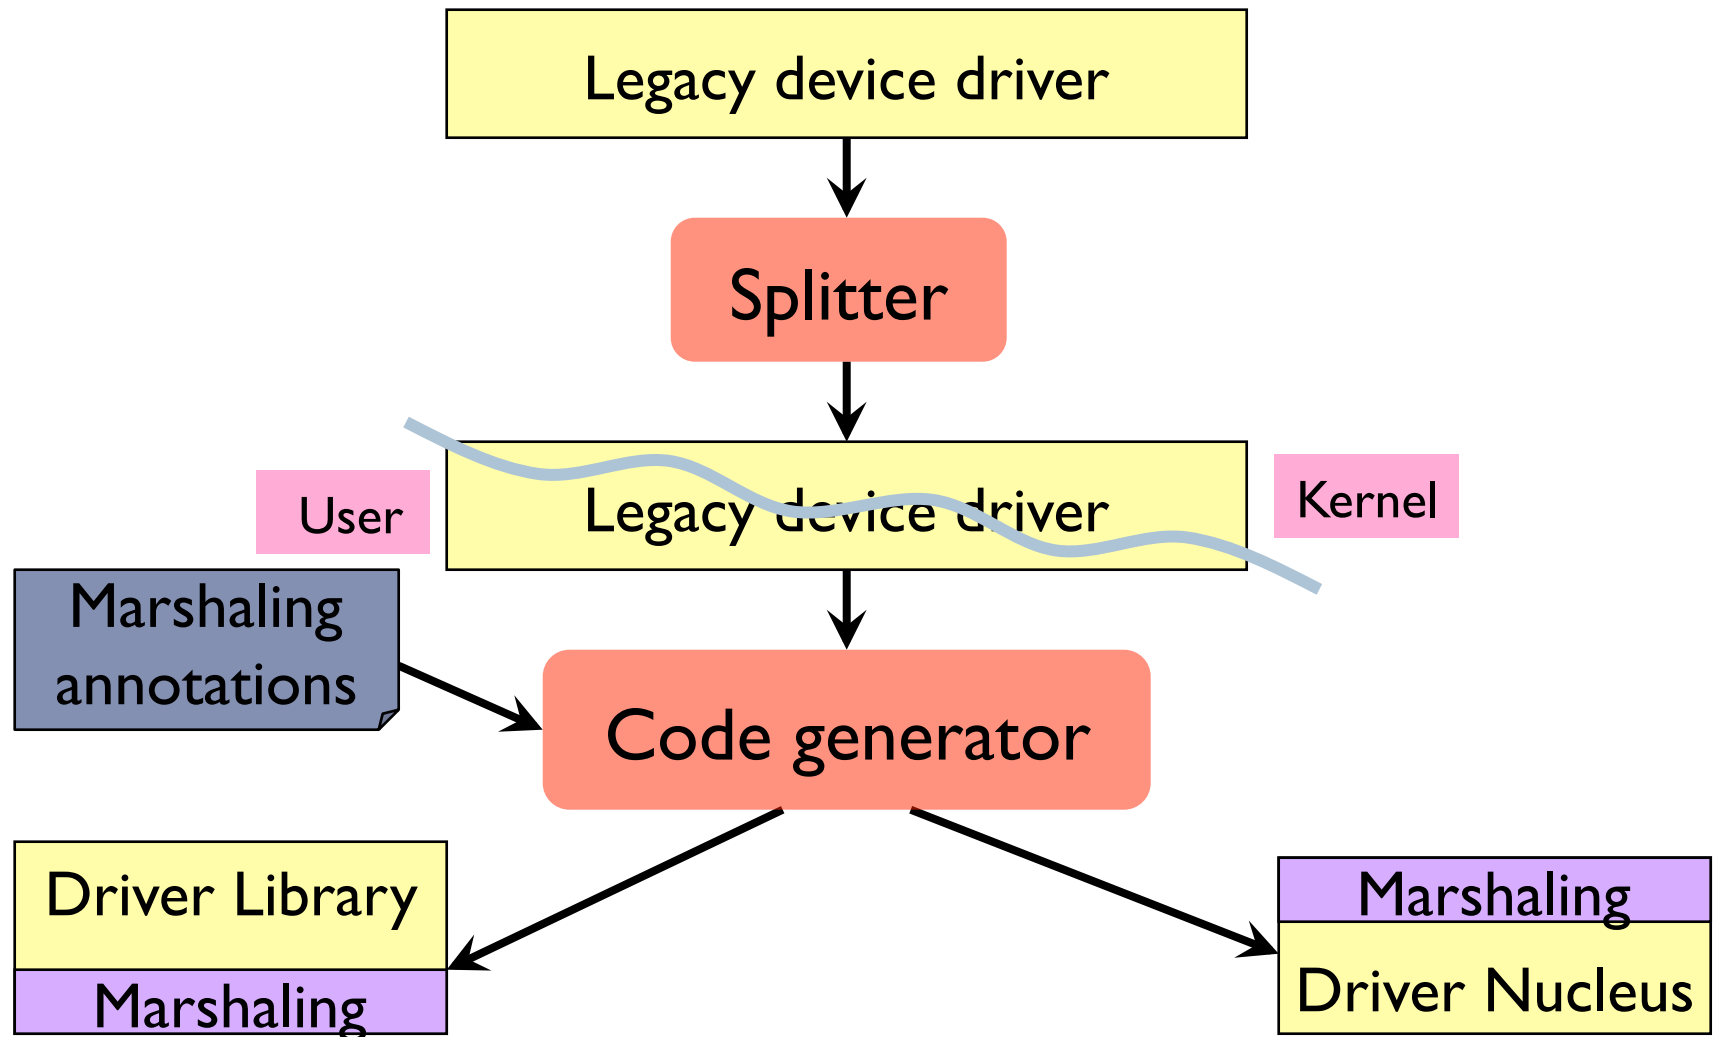 Legacy device driver
Splitter
User
Legacy device driver
Kernel
Marshaling
annotations
Code generator
Driver Library
Marshaling
Marshaling
Driver Nucleus